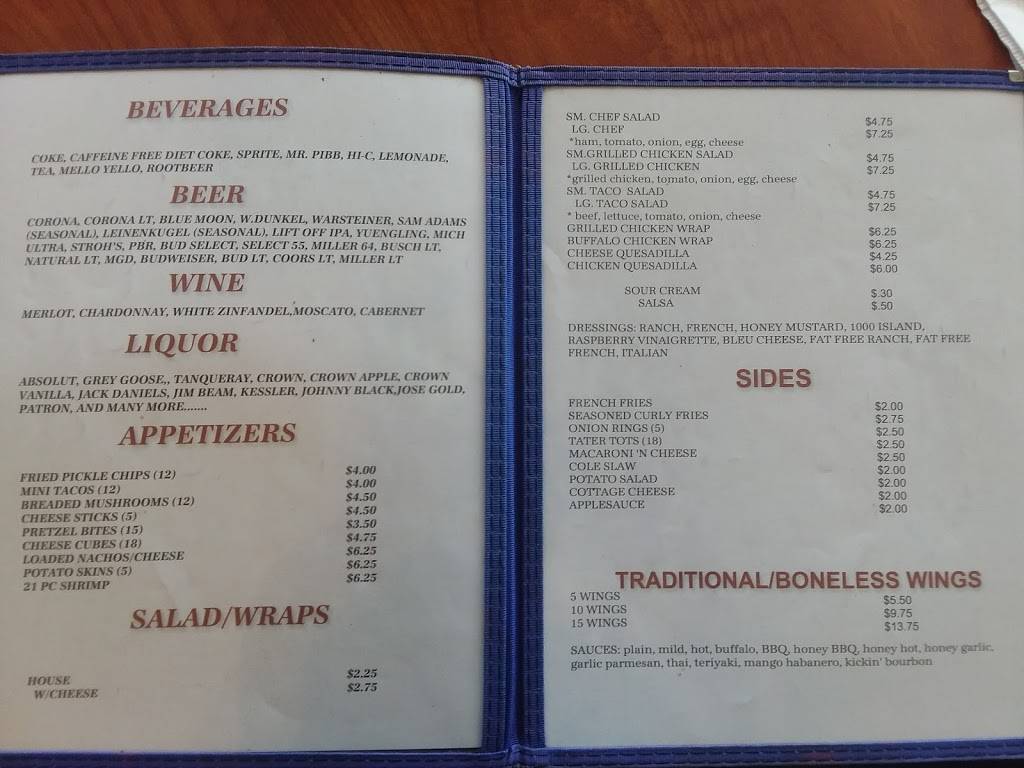 BEVERAGES
COKE, CAFFEINE FREE DIET COKE, SPRITE, MR. PIBB, HI-C, LEMONADE,
TEA, MELLO YELLO, ROOTBEER
BEER
CORONA, CORONA LT, BLUE MOON, W.DUNKEL, WARSTEINER, SAM ADAMS
(SEASONAL), LEINENKUGEL (SEASONAL), LIFT OFF IPA, YUENGLING, MICH
ULTRA, STROH'S, PBR, BUD SELECT, SELECT 55, MILLER 64, BUSCH LT,
NATURAL LT, MGD, BUDWEISER, BUD LT, COORS LT, MILLER LT
WINE
MERLOT, CHARDONNAY, WHITE ZINFANDEL,MOSCATO, CABERNET
LIQUOR
ABSOLUT, GREY GOOSE,, TANQUERAY, CROWN, CROWN APPLE, CROWN
VANILLA, JACK DANIELS, JIM BEAM, KESSLER, JOHNNY BLACK,JOSE GOLD,
PATRON, AND MANY MORE.......
APPETIZERS
FRIED PICKLE CHIPS (12) $4.00
MINI TACOS (12) $4.00
BREADED MUSHROOMS (12) $4.50
CHEESE STICKS (5) $4.50
PRETZEL BITES (15) $3.50
CHEESE CUBES (18) $4.75
LOADED NACHOS/CHEESE $6.25
POTATO SKINS (5) $6.25
21 PC SHRIMP $6.25
SALAD/WRAPS
HOUSE $2.25
W/CHEESE $2.75
SM. CHEF SALAD $4.75
LG. CHEF $7.25
*ham, tomato, onion, egg, cheese
SM.GRILLED CHICKEN SALAD $4.75
LG. GRILLED CHICKEN $7.25
*grilled chicken, tomato, onion, egg, cheese
SM. TACO SALAD $4.75
LG. TACO SALAD $7.25
* beef, lettuce, tomato, onion, cheese
GRILLED CHICKEN WRAP $6.25
BUFFALO CHICKEN WRAP $6.25
CHEESE QUESADILLA $4.25
CHICKEN QUESADILLA $6.00
SOUR CREAM $.30
SALSA $.50
DRESSINGS: RANCH, FRENCH, HONEY MUSTARD, 1000 ISLAND,
RASPBERRY VINAIGRETTE, BLEU CHEESE, FAT FREE RANCH, FAT FREE
FRENCH, ITALIAN
SIDES
FRENCH FRIES $2.00
SEASONED CURLY FRIES $2.75
ONION RINGS (5) $2.50
TATER TOTS (18) $2.50
MACARONI 'N CHEESE $2.50
COLE SLAW $2.00
POTATO SALAD $2.00
COTTAGE CHEESE $2.00
APPLESAUCE $2.00
TRADITIONAL/BONELESS WINGS
5 WINGS $5.50
10 WINGS $9.75
15 WINGS $13.75
SAUCES: plain, mild, hot, buffalo, BBQ, honey BBQ, honey hot, honey garlic,
garlic parmesan, thai, teriyaki, mango habanero, kickin' bourbon